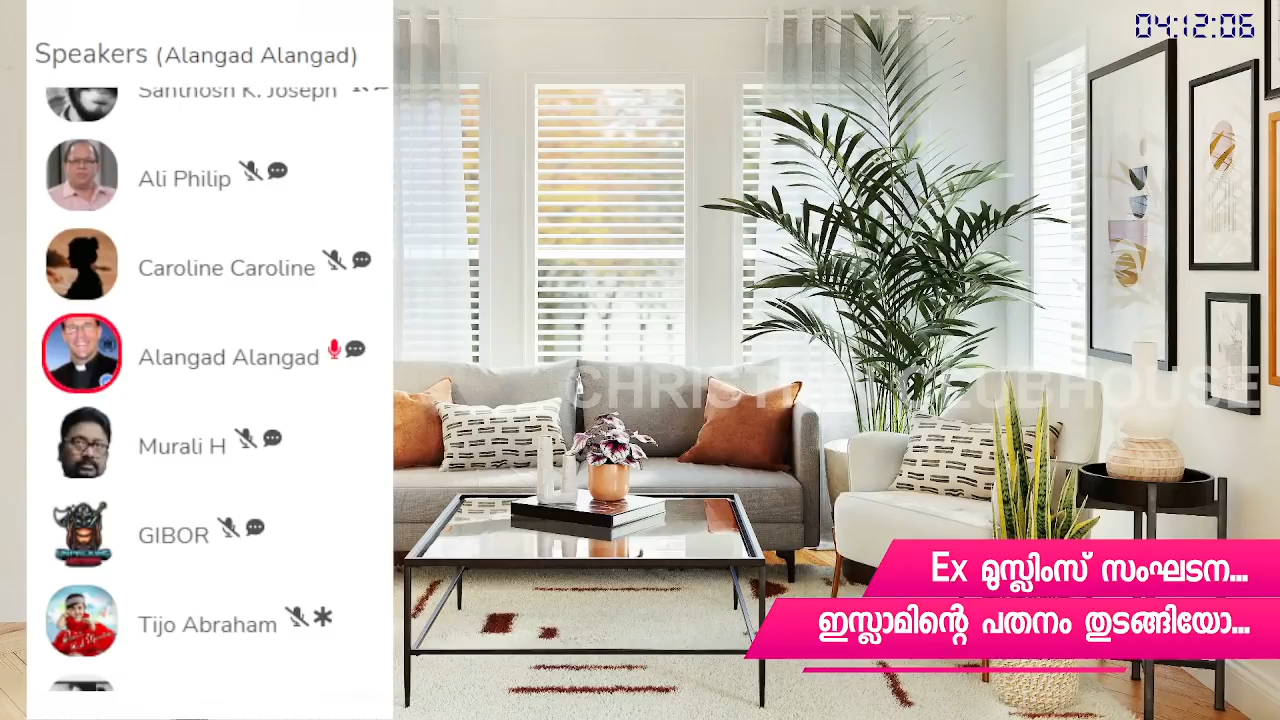 04:12:06
Speakers (Alangad Alangad)
Santhosh K. Joseph
Ali Philip
Caroline Caroline
Alangad Alangad
Murali H
GIBOR
Tijo Abraham
CLUBHOUSE
Ex മുസ്ലിംസ് സംഘടന...
ഇസ്ലാമിന്റെ പതനം തുടങ്ങിയോ...